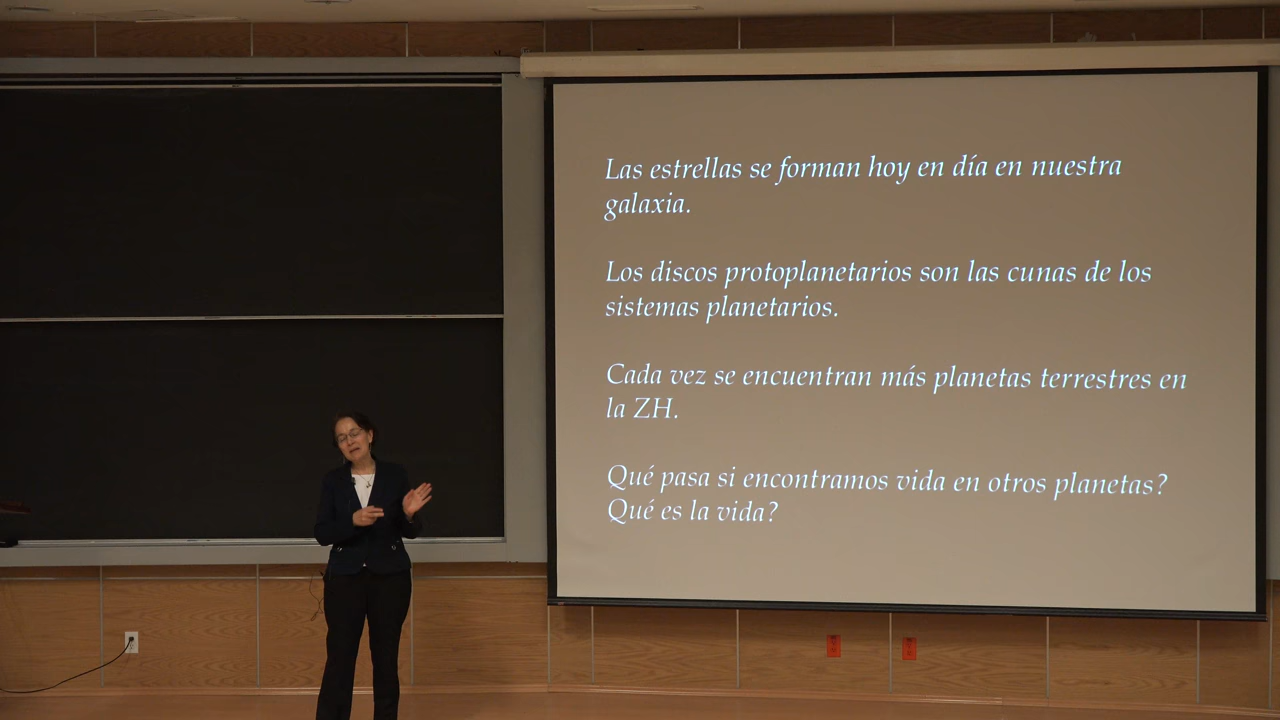 Las estrellas se forman hoy en día en nuestra
galaxia.
Los discos protoplanetarios son las cunas de los
sistemas planetarios.
Cada vez se encuentran más planetas terrestres en
la ZH.
Qué pasa si encontramos vida en otros planetas?
Qué es la vida?